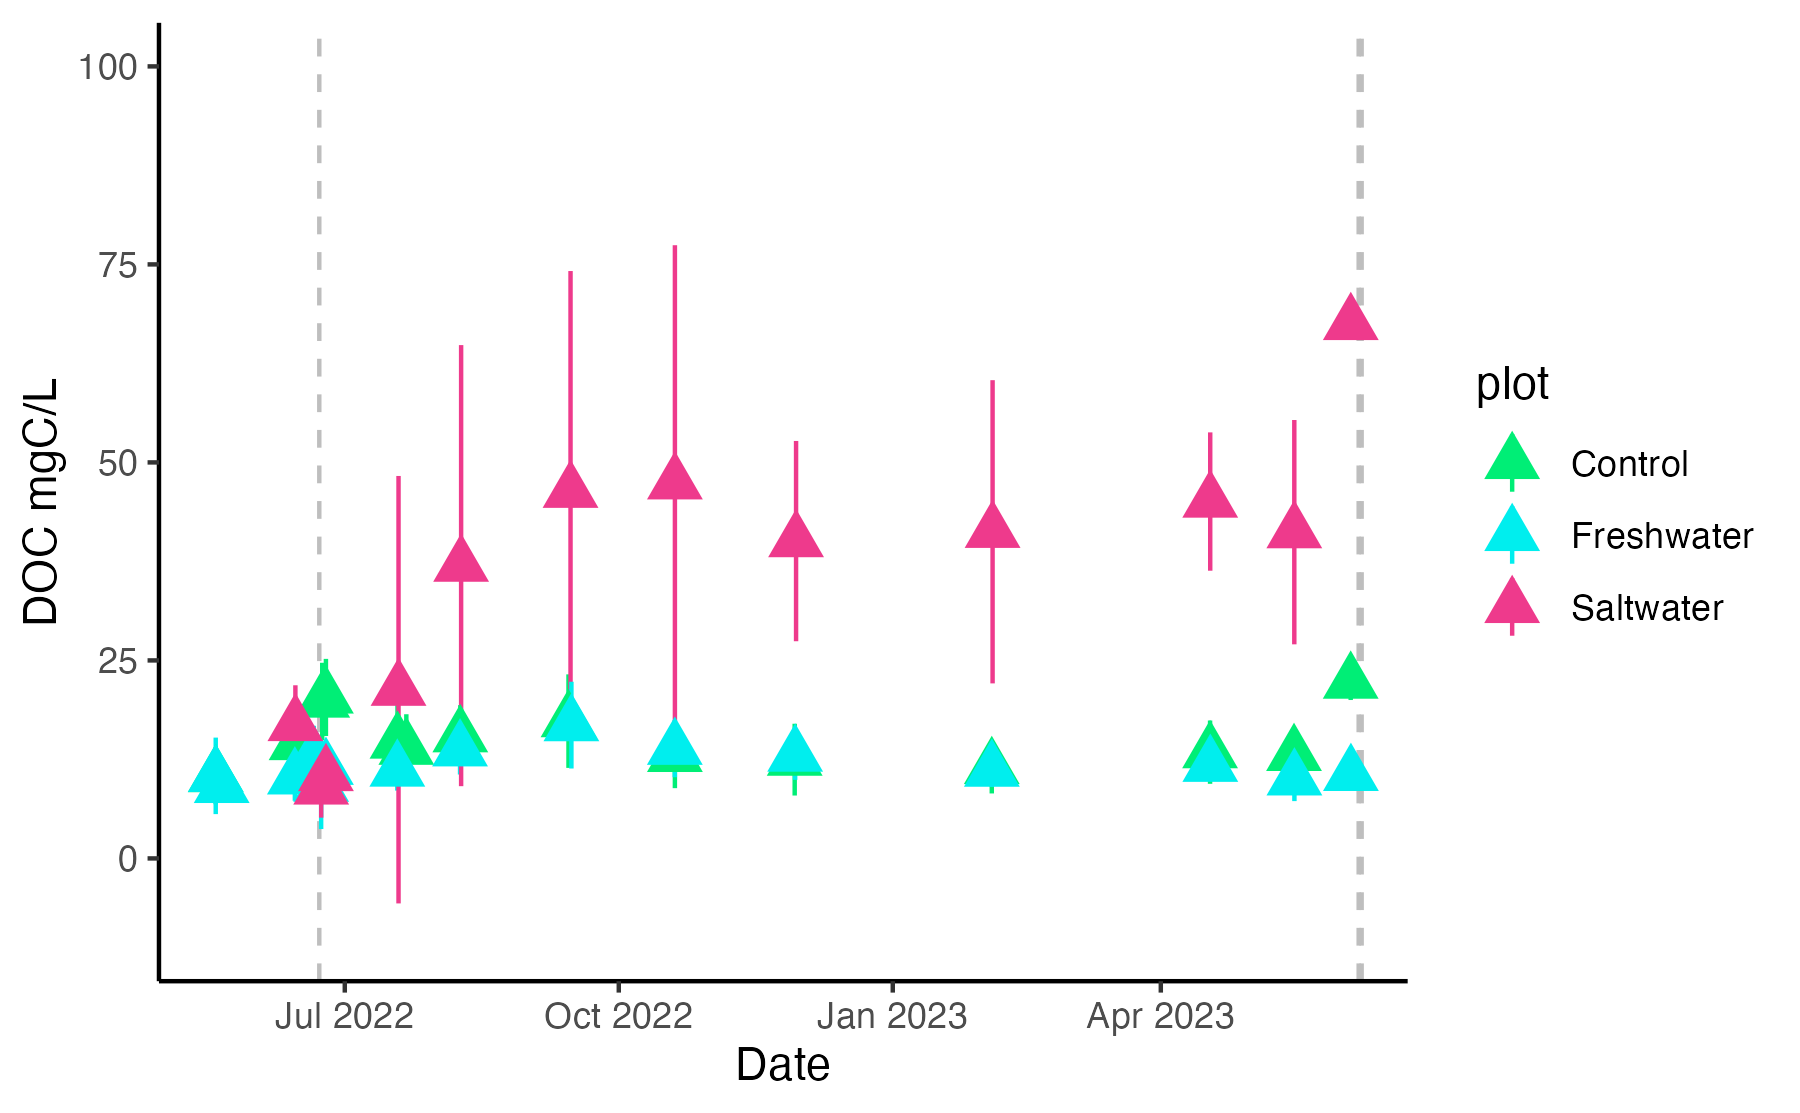 100
75
50
25
0
DOC mgC/L
Jul 2022
Oct 2022
Jan 2023
Apr 2023
Date
plot
Control
Freshwater
Saltwater